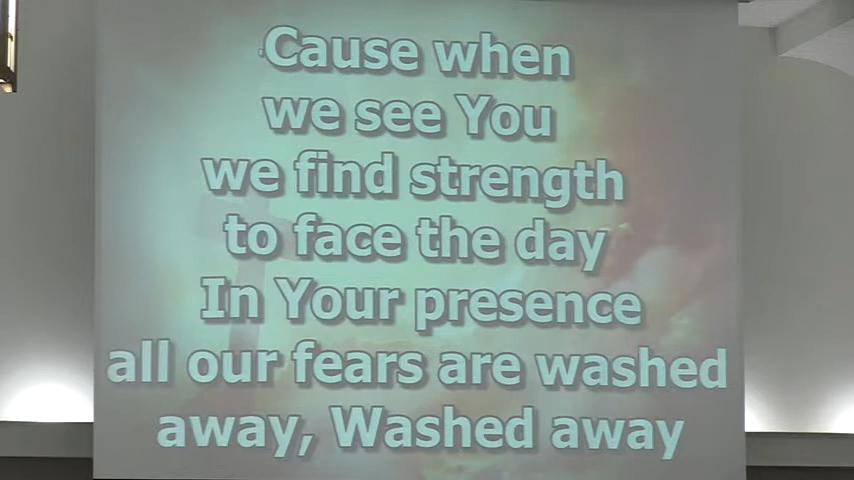 Cause when
we see You
we find strength
to face the day
In Your presence
all our fears are washed
away, Washed away